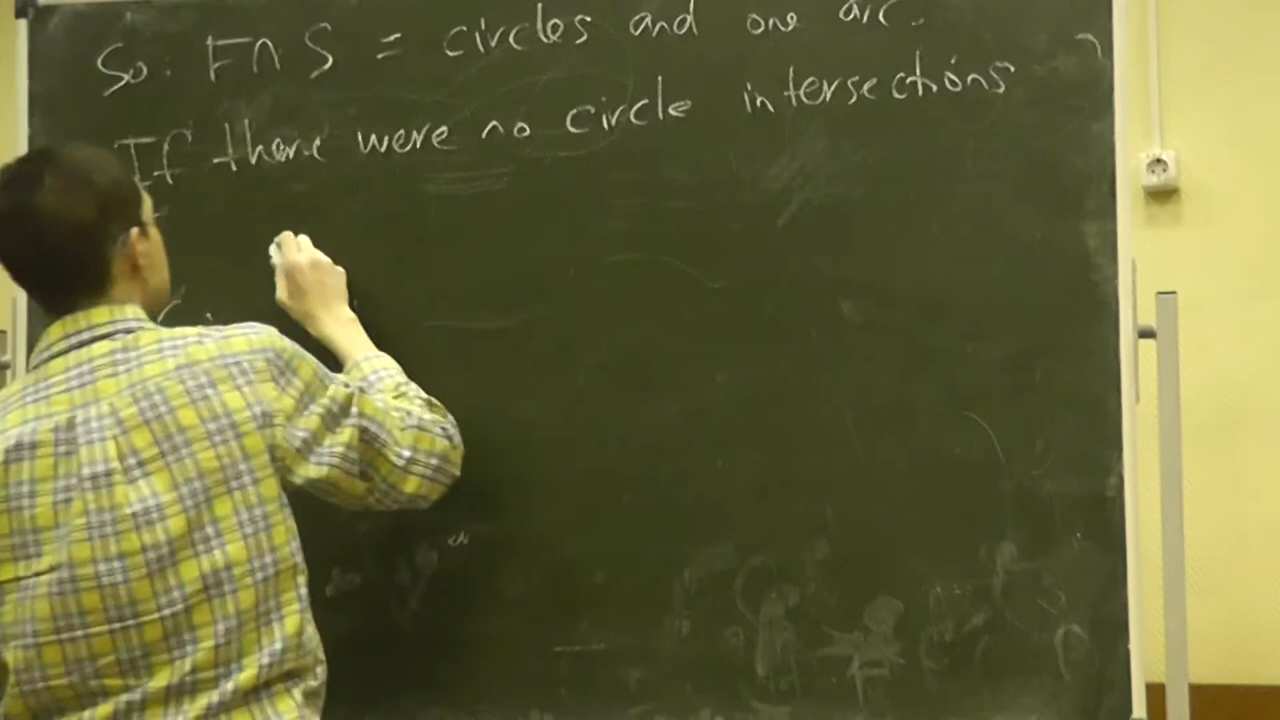 So: F∩S = circles and one arc.
If there were no circle intersections